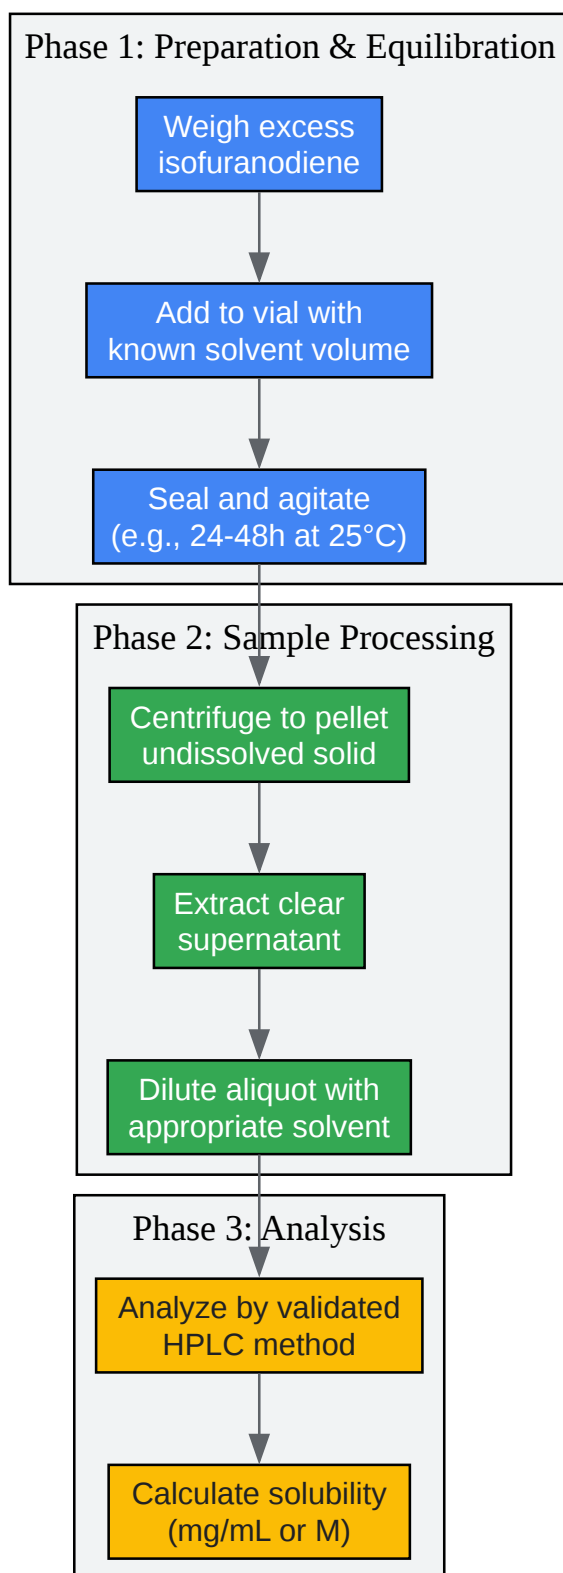 Phase 1: Preparation & Equilibration
Weigh excess
isofuranodiene
Add to vial with
known solvent volume
Seal and agitate
(e.g., 24-48h at 25°C)
Phase 2: Sample Processing
Centrifuge to pellet
undissolved solid
Extract clear
supernatant
Dilute aliquot with
appropriate solvent
Phase 3: Analysis
Analyze by validated
HPLC method
Calculate solubility
(mg/mL or M)